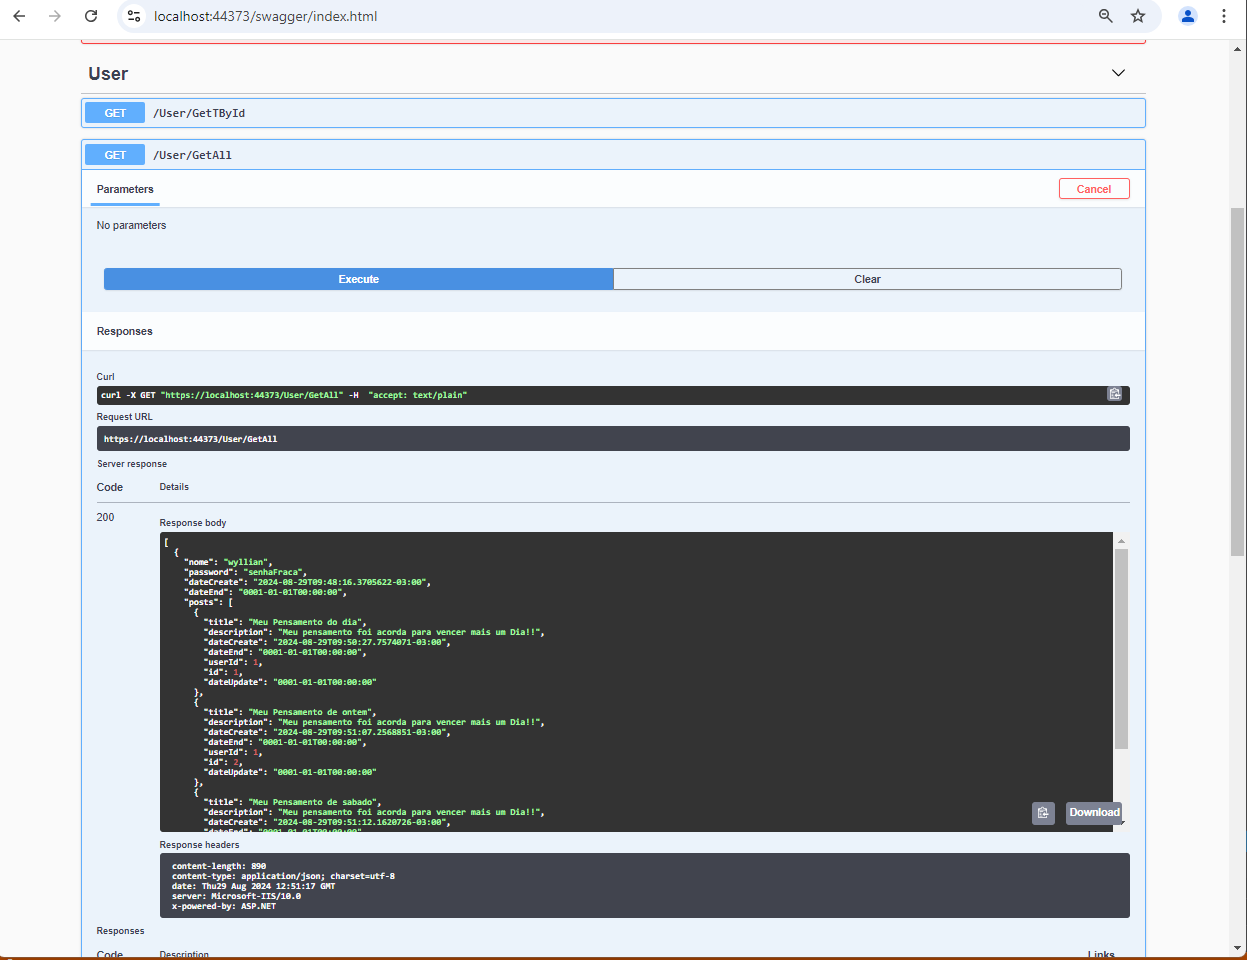 localhost:44373/swagger/index.html
User
GET /User/GetTById
GET /User/GetAll
Parameters
Cancel
No parameters
Execute
Clear
Responses
Curl
curl -X GET "https://localhost:44373/User/GetAll" -H  "accept: text/plain"
Request URL
https://localhost:44373/User/GetAll
Server response
Code Details
200
Response body
[
  {
    "nome": "wyllian",
    "password": "senhaFraca",
    "dateCreate": "2024-08-29T09:48:16.3705622-03:00",
    "dateEnd": "0001-01-01T00:00:00",
    "posts": [
      {
        "title": "Meu Pensamento do dia",
        "description": "Meu pensamento foi acorda para vencer mais um Dia!!",
        "dateCreate": "2024-08-29T09:50:27.7574071-03:00",
        "dateEnd": "0001-01-01T00:00:00",
        "userId": 1,
        "id": 1,
        "dateUpdate": "0001-01-01T00:00:00"
      },
      {
        "title": "Meu Pensamento de ontem",
        "description": "Meu pensamento foi acorda para vencer mais um Dia!!",
        "dateCreate": "2024-08-29T09:51:07.2568851-03:00",
        "dateEnd": "0001-01-01T00:00:00",
        "userId": 1,
        "id": 2,
        "dateUpdate": "0001-01-01T00:00:00"
      },
      {
        "title": "Meu Pensamento de sabado",
        "description": "Meu pensamento foi acorda para vencer mais um Dia!!",
        "dateCreate": "2024-08-29T09:51:12.1620726-03:00",
        "dateEnd": "0001-01-01T00:00:00",
Download
Response headers
content-length: 890
content-type: application/json; charset=utf-8
date: Thu29 Aug 2024 12:51:17 GMT
server: Microsoft-IIS/10.0
x-powered-by: ASP.NET
Responses
Code Description Links